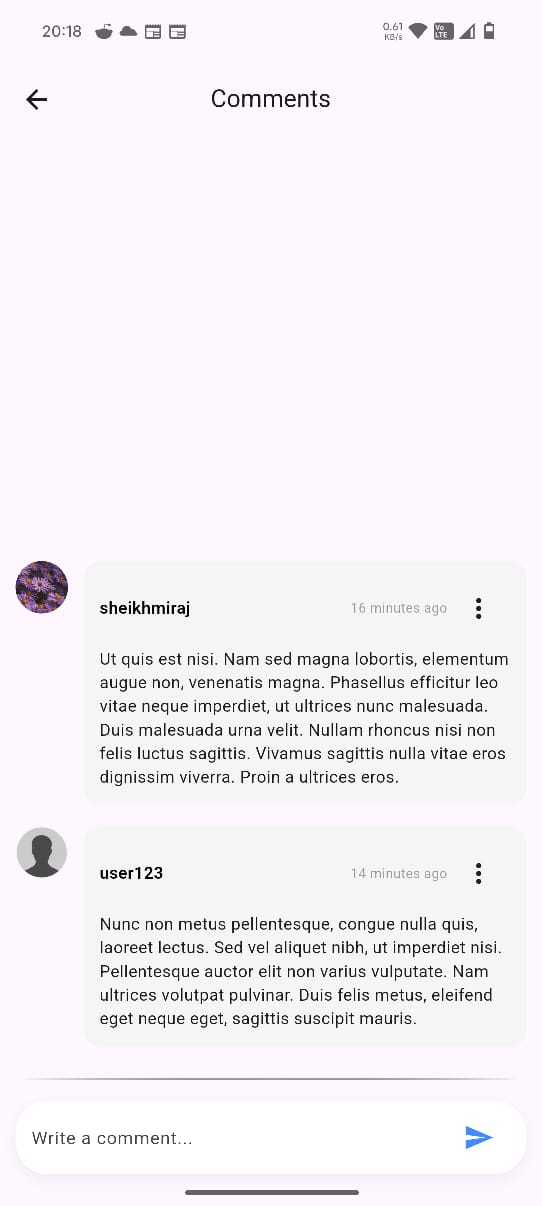 20:18
0.61
KB/s
Vo
LTE
Comments
sheikhmiraj
16 minutes ago
Ut quis est nisi. Nam sed magna lobortis, elementum
augue non, venenatis magna. Phasellus efficitur leo
vitae neque imperdiet, ut ultrices nunc malesuada.
Duis malesuada urna velit. Nullam rhoncus nisi non
felis luctus sagittis. Vivamus sagittis nulla vitae eros
dignissim viverra. Proin a ultrices eros.
user123
14 minutes ago
Nunc non metus pellentesque, congue nulla quis,
laoreet lectus. Sed vel aliquet nibh, ut imperdiet nisi.
Pellentesque auctor elit non varius vulputate. Nam
ultrices volutpat pulvinar. Duis felis metus, eleifend
eget neque eget, sagittis suscipit mauris.
Write a comment...